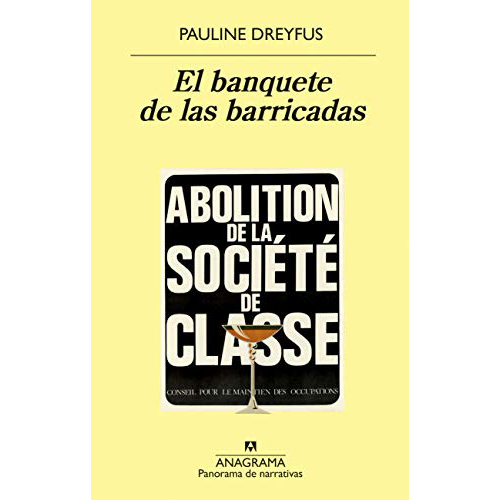 PAULINE DREYFUS
El banquete
de las barricadas
ABOLITION
DE LA
SOCIÉTÉ
DE
CLASSE
CONSEIL POUR LE MAINTIEN DES OCCUPATIONS
ANAGRAMA
Panorama de narrativas